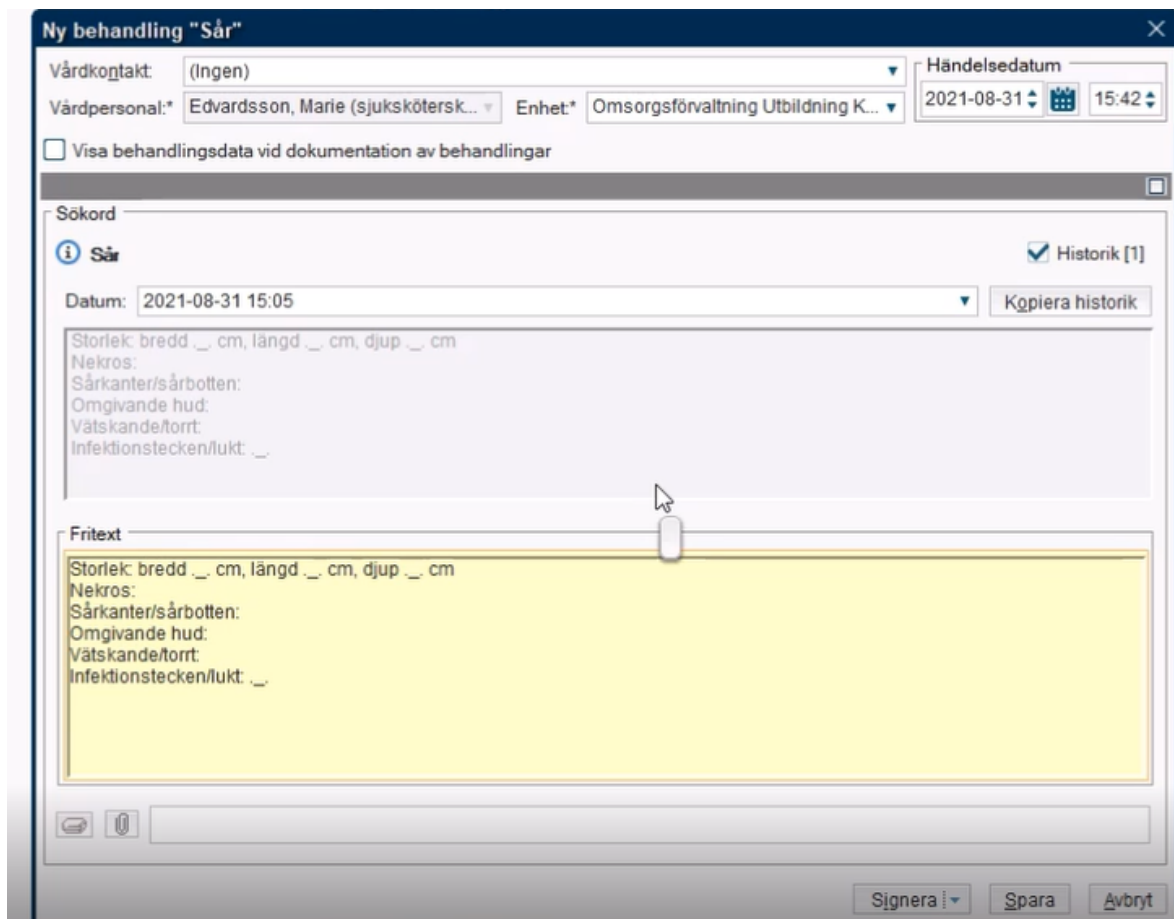 Ny behandling "Sår"
Vårdkontakt: (Ingen)
Händelsedatum
Vårdpersonal:* Edvardsson, Marie (sjukskötersk... Enhet:* Omsorgsförvaltning Utbildning K... 2021-08-31 15:42
Visa behandlingsdata vid dokumentation av behandlingar
Sökord
Sår
Historik [1]
Datum: 2021-08-31 15:05 Kopiera historik
Storlek: bredd ._. cm, längd ._. cm, djup ._. cm
Nekros:
Sårkanter/sårbotten:
Omgivande hud:
Vätskande/torrt:
Infektionstecken/lukt: ._.
Fritext
Storlek: bredd ._. cm, längd ._. cm, djup ._. cm
Nekros:
Sårkanter/sårbotten:
Omgivande hud:
Vätskande/torrt:
Infektionstecken/lukt: ._.
Signera Spara Avbryt